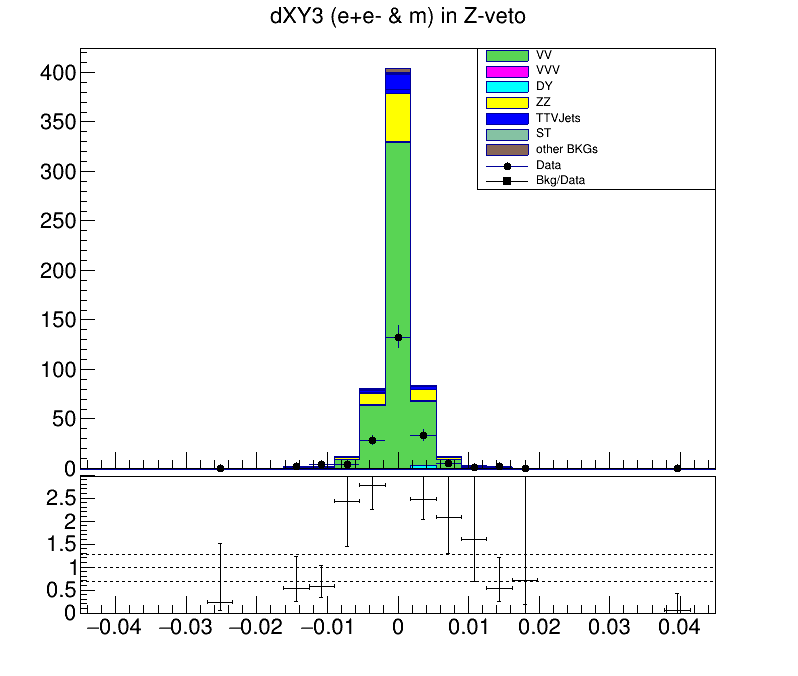 dXY3 (e+e- & m) in Z-veto
400
350
300
250
200
150
100
50
0
VV
VVV
DY
ZZ
TTVJets
ST
other BKGs
Data
Bkg/Data
2.5
2
1.5
1
0.5
0
−0.04 −0.03 −0.02 −0.01 0 0.01 0.02 0.03 0.04